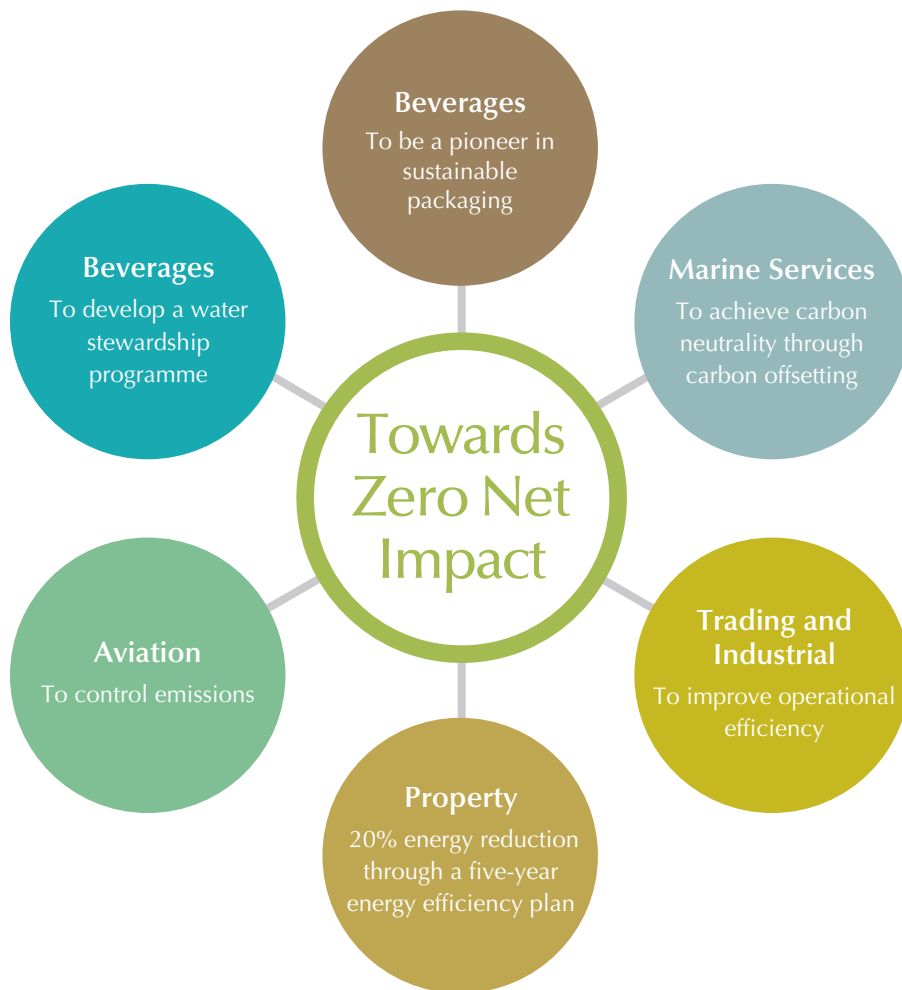 Beverages
To be a pioneer in
sustainable
packaging
Beverages
To develop a water
stewardship
programme
Marine Services
To achieve carbon
neutrality through
carbon offsetting
Towards
Zero Net
Impact
Aviation
To control emissions
Trading and
Industrial
To improve operational
efficiency
Property
20% energy reduction
through a five-year
energy efficiency plan